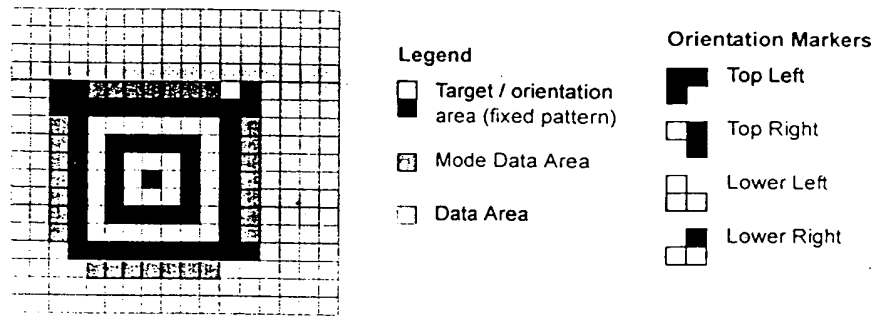 Legend
Target / orientation
area (fixed pattern)
Mode Data Area
Data Area
Orientation Markers
Top Left
Top Right
Lower Left
Lower Right